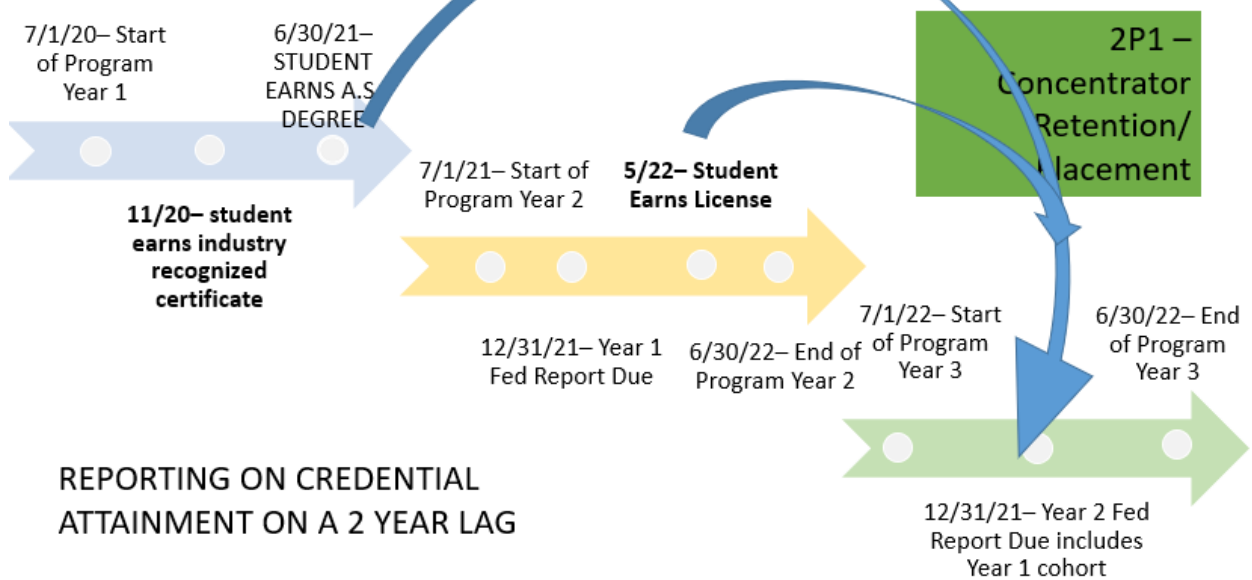 7/1/20– Start
of Program
Year 1
6/30/21–
STUDENT
EARNS A.S.
DEGREE
2P1 –
Concentrator
Retention/
Placement
11/20– student
earns industry
recognized
certificate
7/1/21– Start of
Program Year 2
5/22– Student
Earns License
12/31/21– Year 1
Fed Report Due
6/30/22– End of
Program Year 2
7/1/22– Start
of Program
Year 3
6/30/22– End
of Program
Year 3
REPORTING ON CREDENTIAL
ATTAINMENT ON A 2 YEAR LAG
12/31/21– Year 2 Fed
Report Due includes
Year 1 cohort